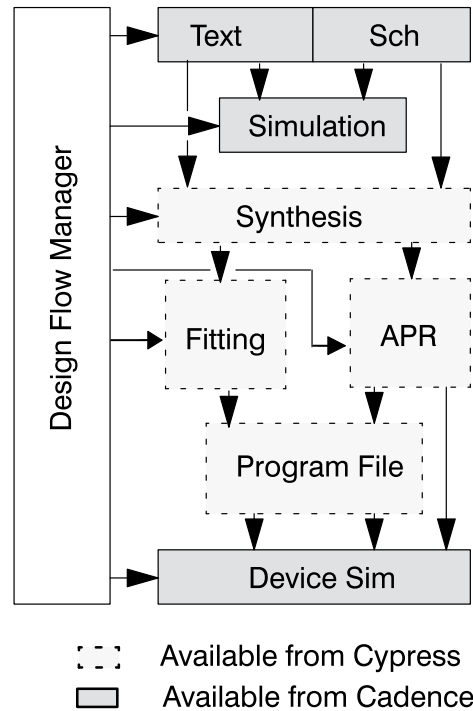 Text
Sch
Simulation
Design Flow Manager
Synthesis
Fitting
APR
Program File
Device Sim
Available from Cypress
Available from Cadence